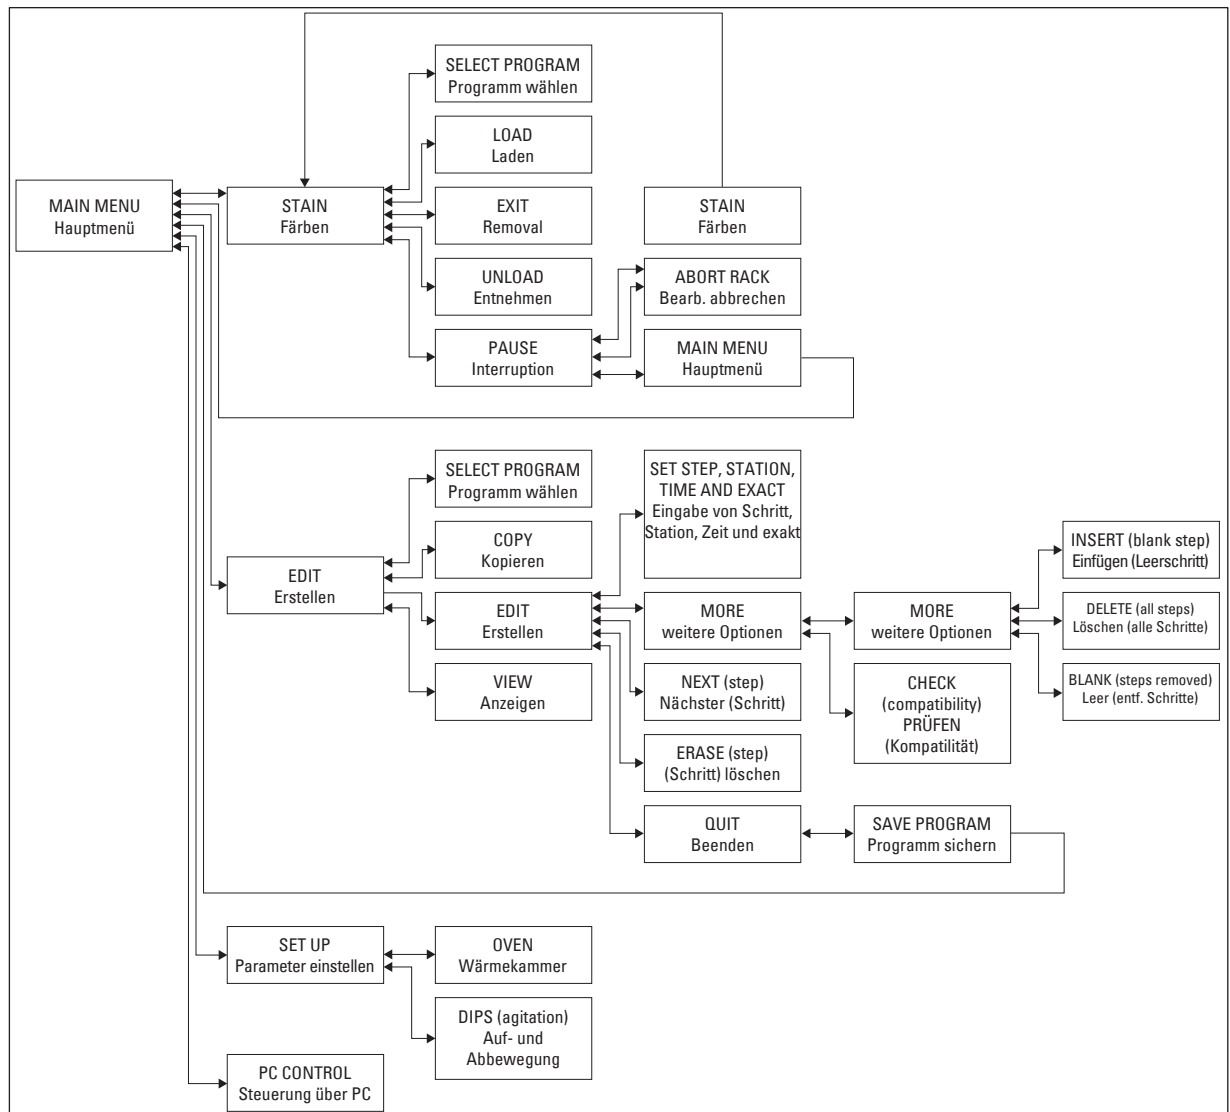 SELECT PROGRAM
Programm wählen
LOAD
Laden
MAIN MENU
Hauptmenü
STAIN
Färben
EXIT
Removal
STAIN
Färben
UNLOAD
Entnehmen
ABORT RACK
Bearb. abbrechen
PAUSE
Interruption
MAIN MENU
Hauptmenü
SELECT PROGRAM
Programm wählen
SET STEP, STATION,
TIME AND EXACT
Eingabe von Schritt,
Station, Zeit und exakt
COPY
Kopieren
INSERT (blank step)
Einfügen (Leerschritt)
EDIT
Erstellen
EDIT
Erstellen
MORE
weitere Optionen
MORE
weitere Optionen
DELETE (all steps)
Löschen (alle Schritte)
VIEW
Anzeigen
NEXT (step)
Nächster (Schritt)
CHECK
(compatibility)
PRÜFEN
(Kompatilität)
BLANK (steps removed)
Leer (entf. Schritte)
ERASE (step)
(Schritt) löschen
QUIT
Beenden
SAVE PROGRAM
Programm sichern
SET UP
Parameter einstellen
OVEN
Wärmekammer
DIPS (agitation)
Auf- und
Abbewegung
PC CONTROL
Steuerung über PC